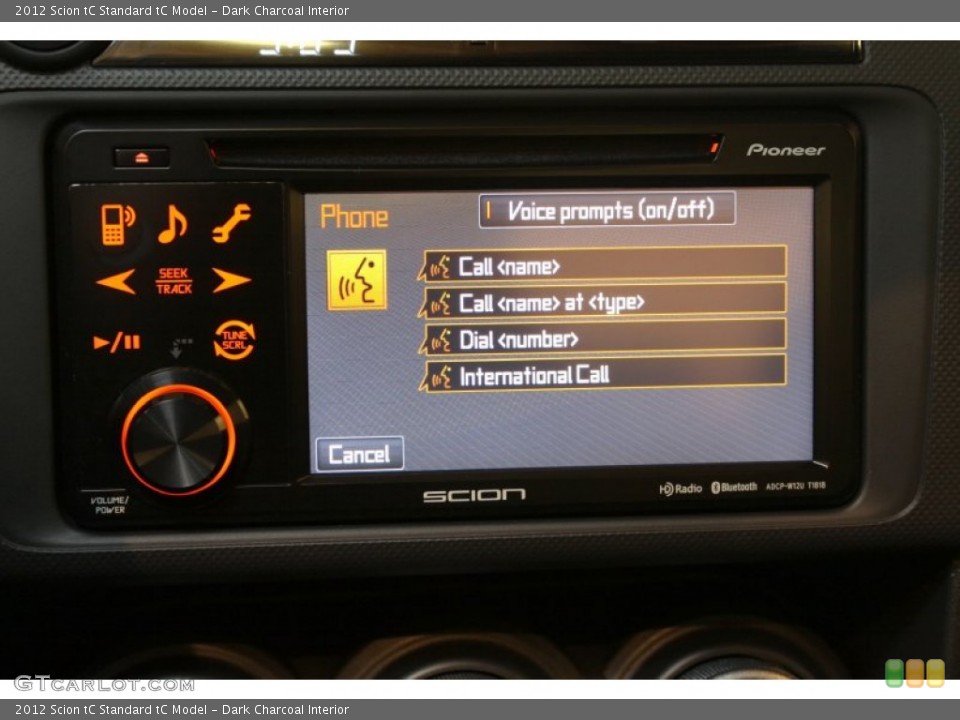 2012 Scion tC Standard tC Model - Dark Charcoal Interior
Pioneer
Phone
Voice prompts (on/off)
Call <name>
Call <name> at <type>
Dial <number>
International Call
Cancel
SEEK
TRACK
TUNE
SCRL
VOLUME/
POWER
SCION
HD Radio
Bluetooth
ADCP-W12U T1818
GTCARLOT.COM
2012 Scion tC Standard tC Model - Dark Charcoal Interior